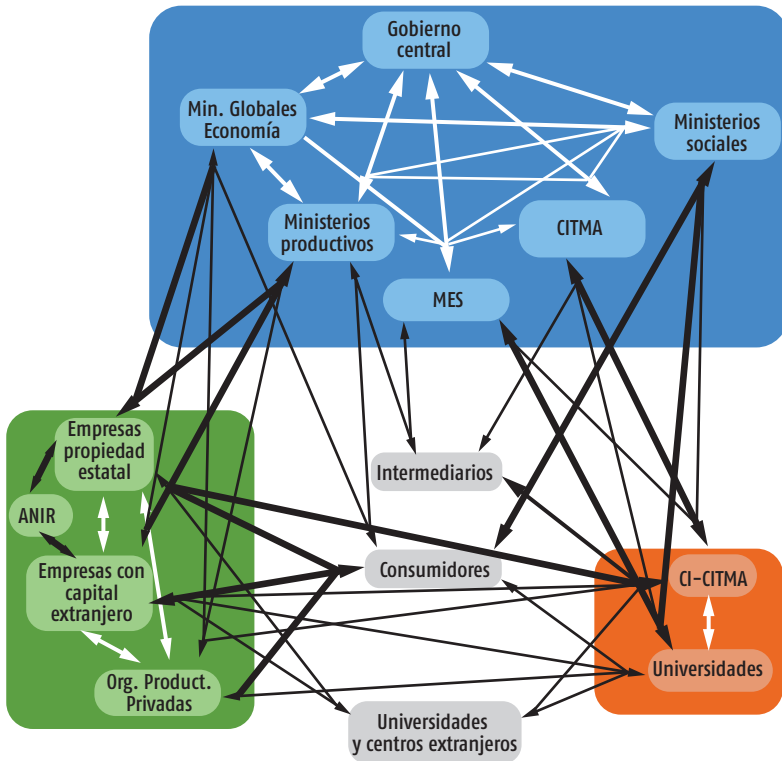 Gobierno
central
Min. Globales
Economía
Ministerios
sociales
Ministerios
productivos
CITMA
MES
Empresas
propiedad
estatal
Intermediarios
ANIR
Empresas con
capital
extranjero
Consumidores
CI-CITMA
Universidades
Org. Product.
Privadas
Universidades
y centros extranjeros